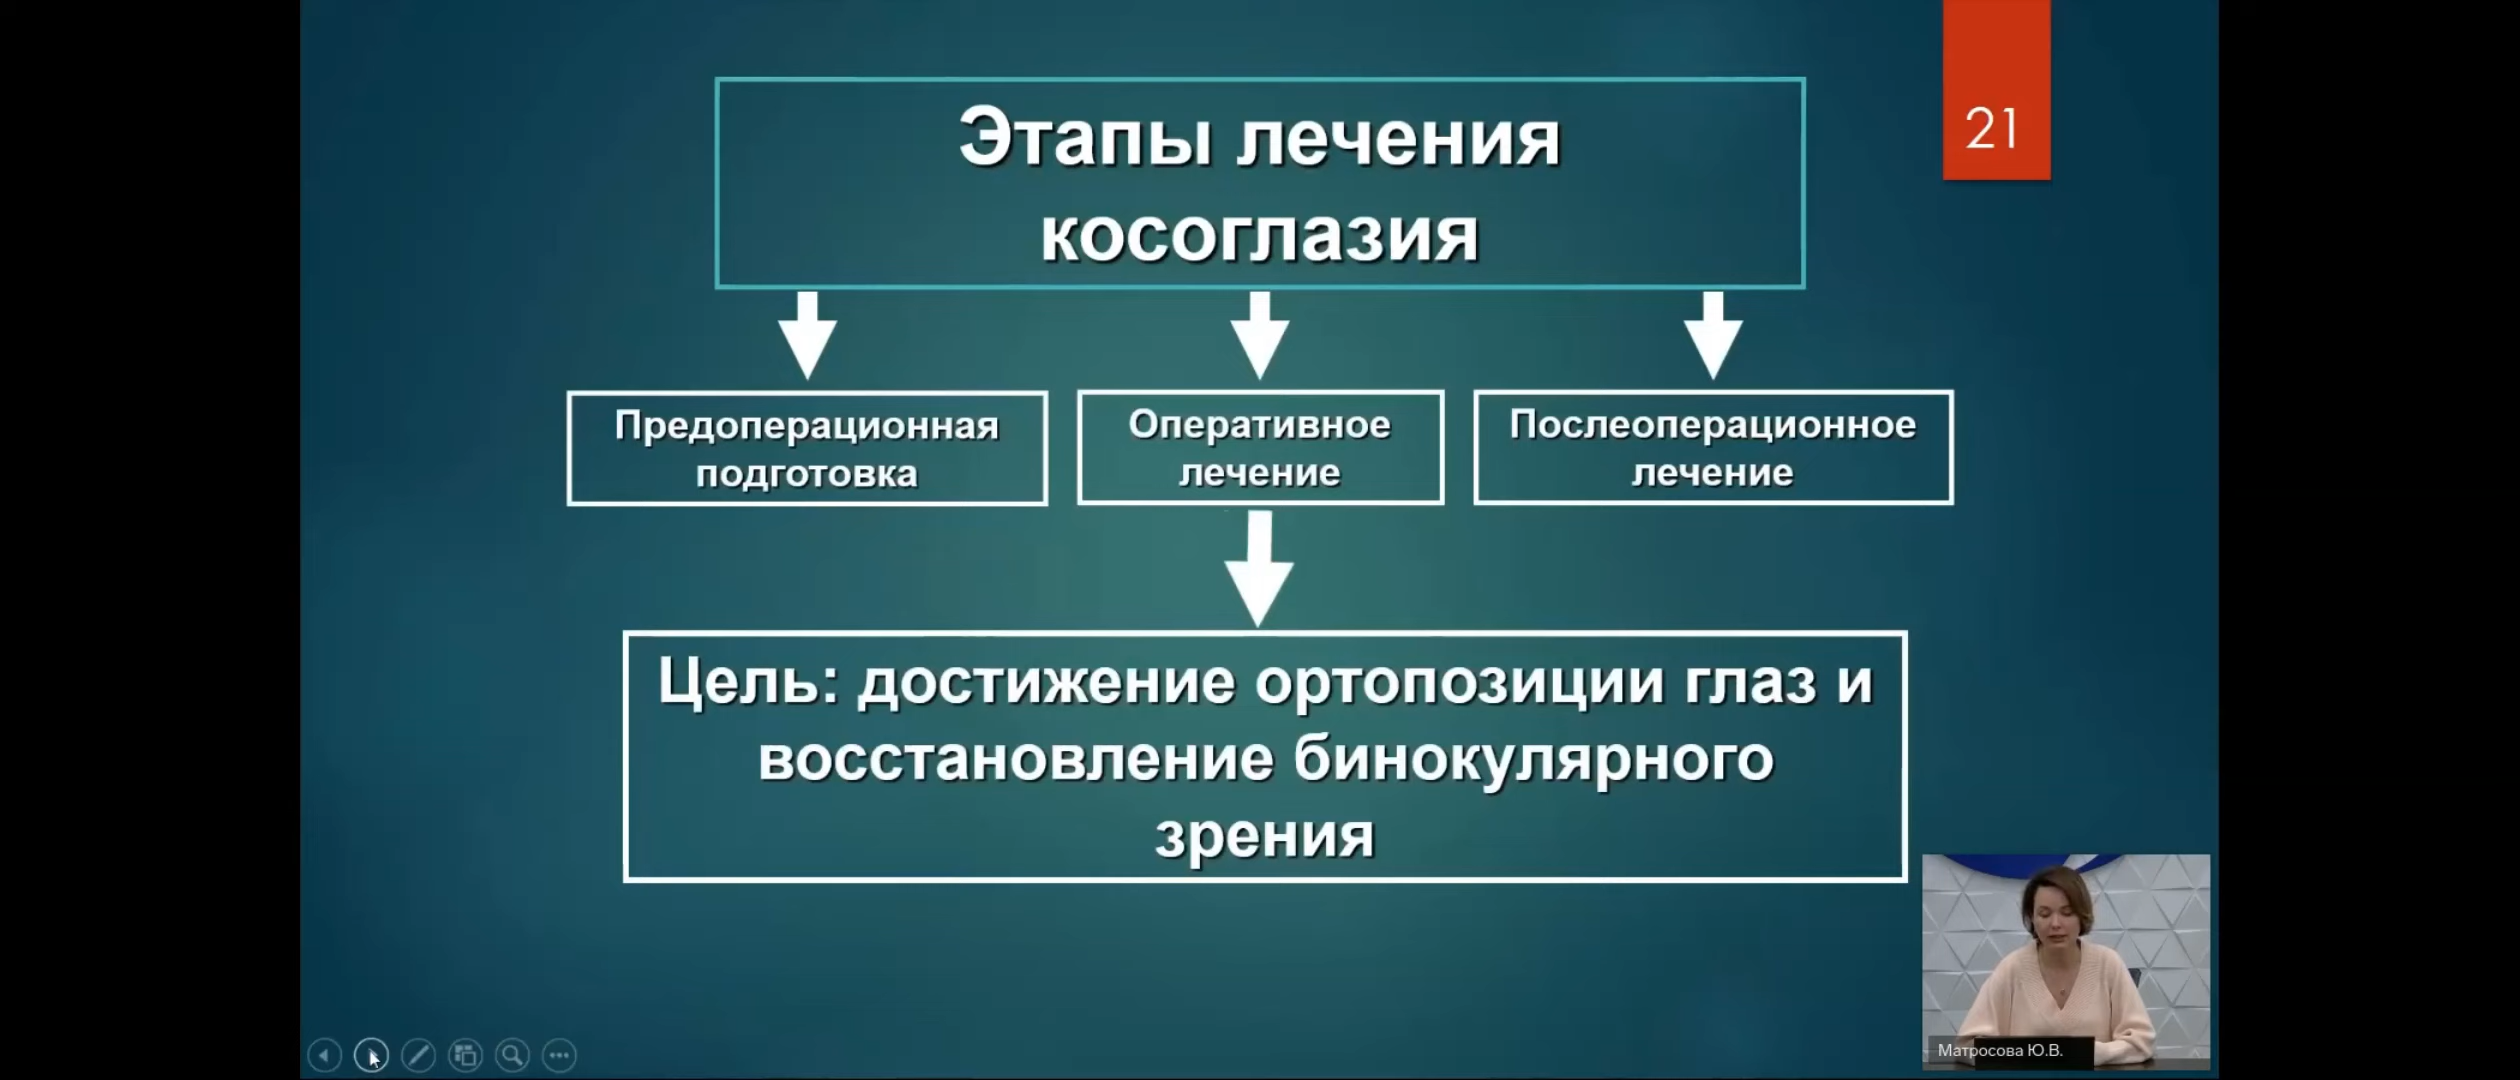 21
Этапы лечения
косоглазия
Предоперационная
подготовка
Оперативное
лечение
Послеоперационное
лечение
Цель: достижение ортопозиции глаз и
восстановление бинокулярного
зрения
Матросова Ю.В.